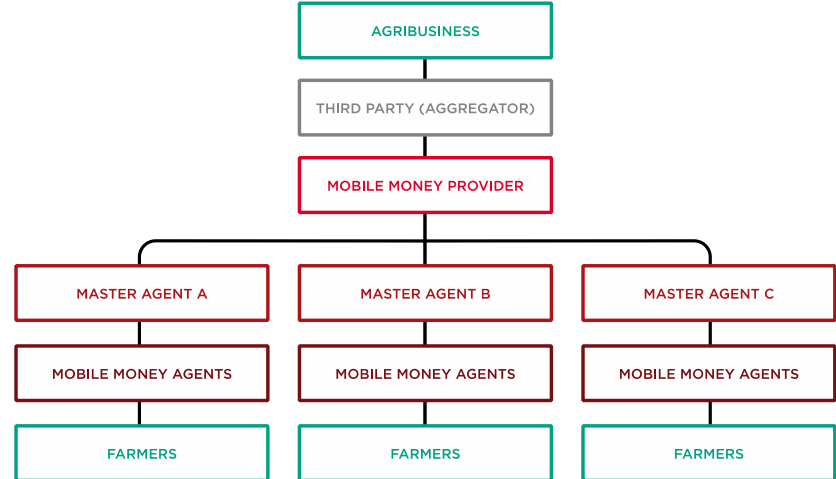 AGRIBUSINESS
THIRD PARTY (AGGREGATOR)
MOBILE MONEY PROVIDER
MASTER AGENT A
MASTER AGENT B
MASTER AGENT C
MOBILE MONEY AGENTS
MOBILE MONEY AGENTS
MOBILE MONEY AGENTS
FARMERS
FARMERS
FARMERS